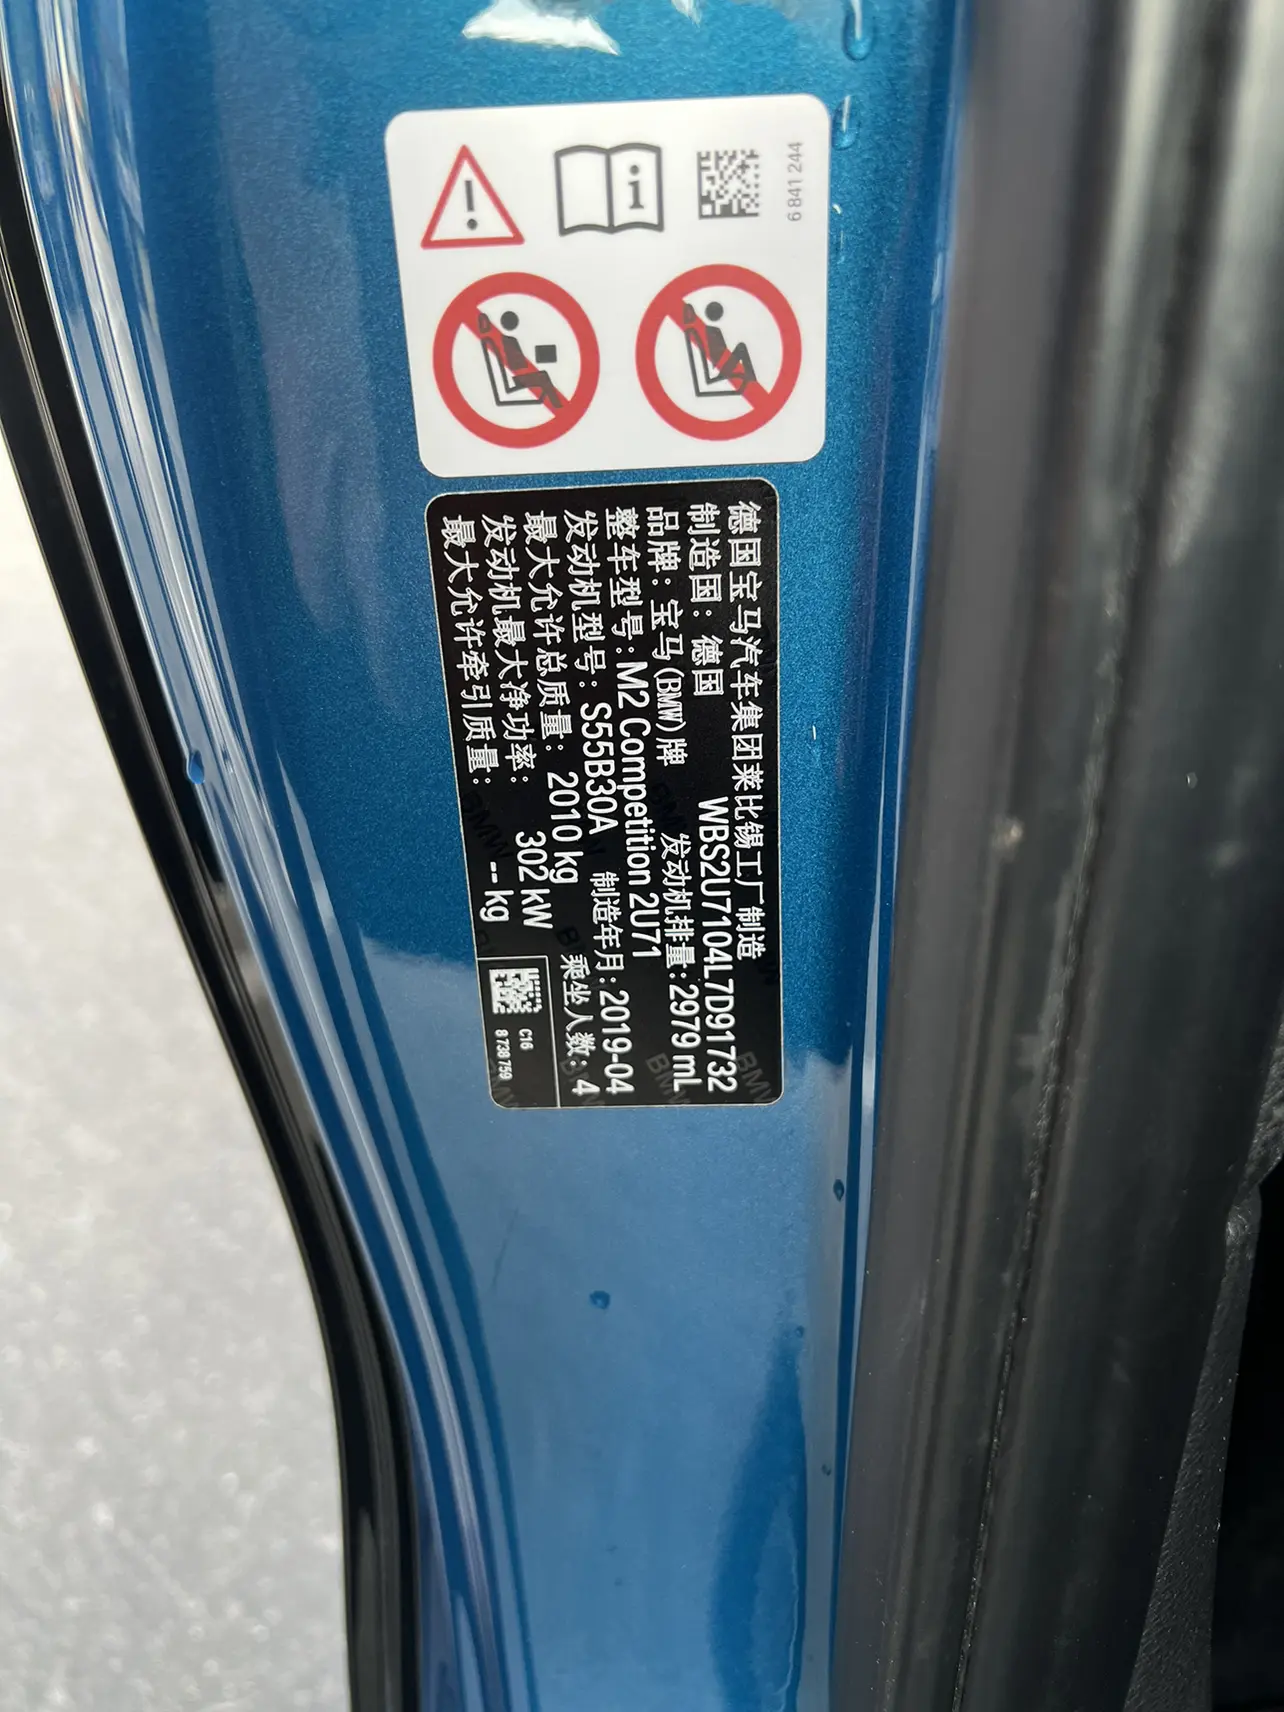 6 841 244
德国宝马汽车集团莱比锡工厂制造
制造国：德国 WBS2U7104L7D91732
品牌：宝马(BMW)牌 发动机排量：2979 mL
整车型号：M2 Competition 2U71
发动机型号：S55B30A 制造年月：2019-04
最大允许总质量： 2010 kg 乘坐人数：4
发动机最大净功率： 302 kW
最大允许牵引质量： -- kg
C16
8 738 759